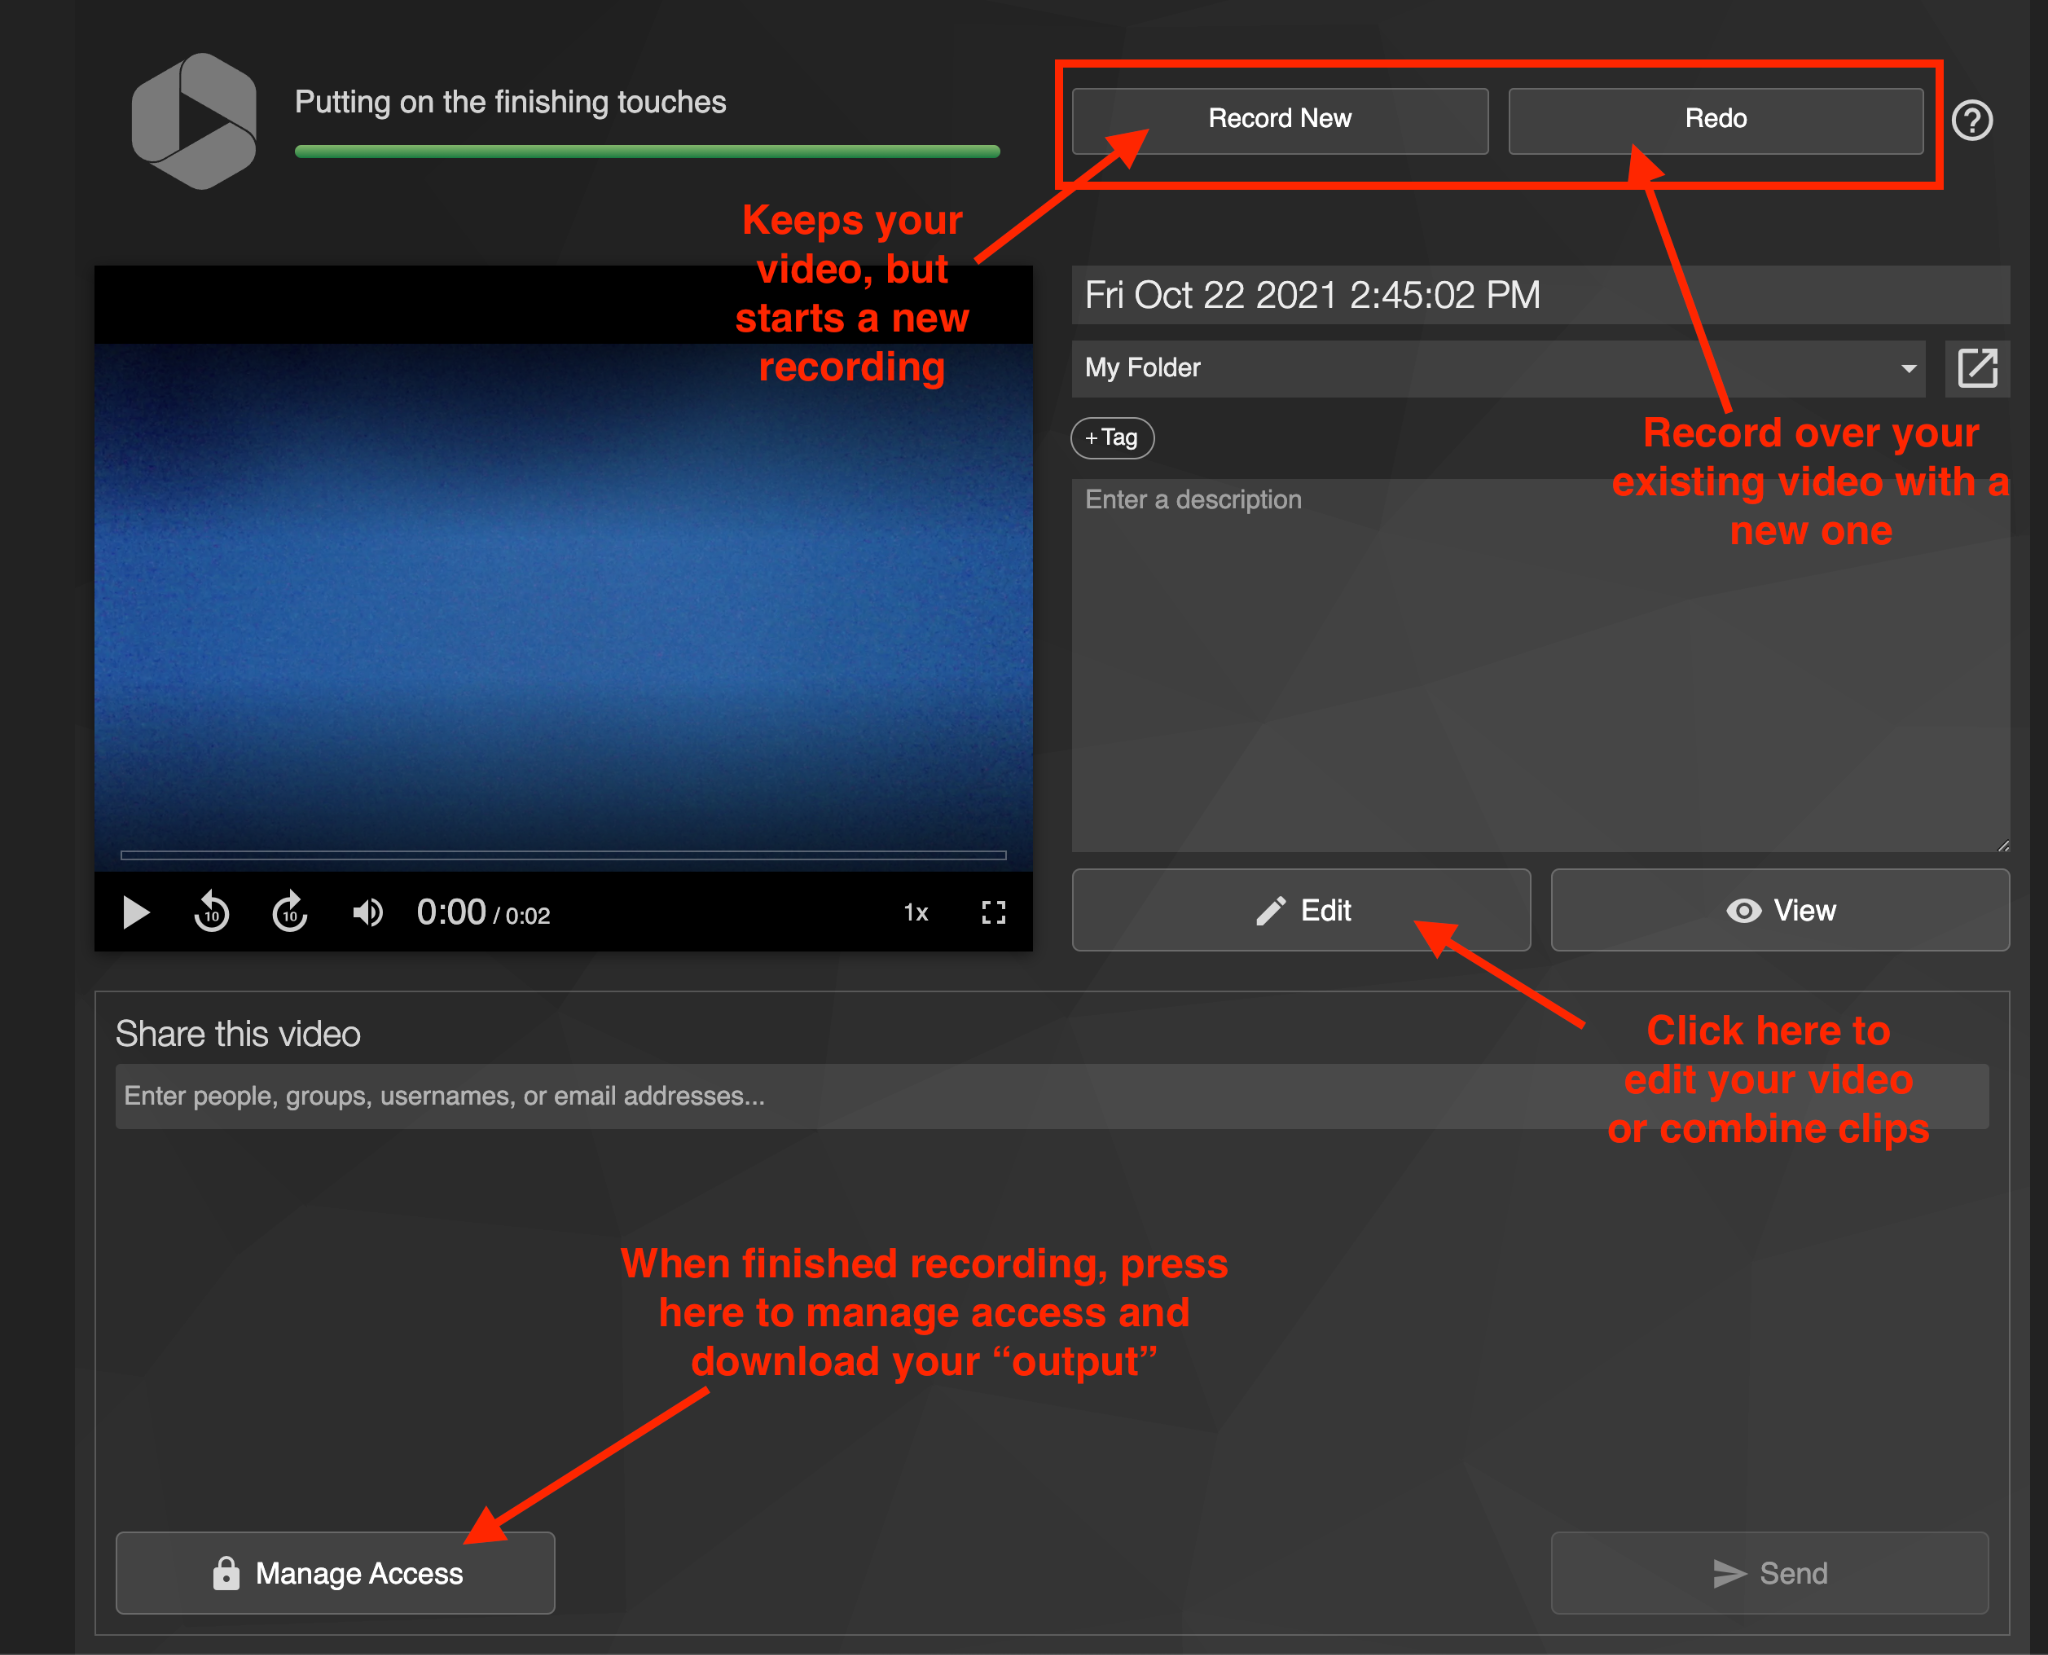 Putting on the finishing touches
Record New
Redo
?
Keeps your
video, but
starts a new
recording
Fri Oct 22 2021 2:45:02 PM
My Folder
+ Tag
Record over your
existing video with a
new one
Enter a description
10
10
0:00 / 0:02
1x
Edit
View
Share this video
Enter people, groups, usernames, or email addresses...
Click here to
edit your video
or combine clips
When finished recording, press
here to manage access and
download your “output”
Manage Access
Send